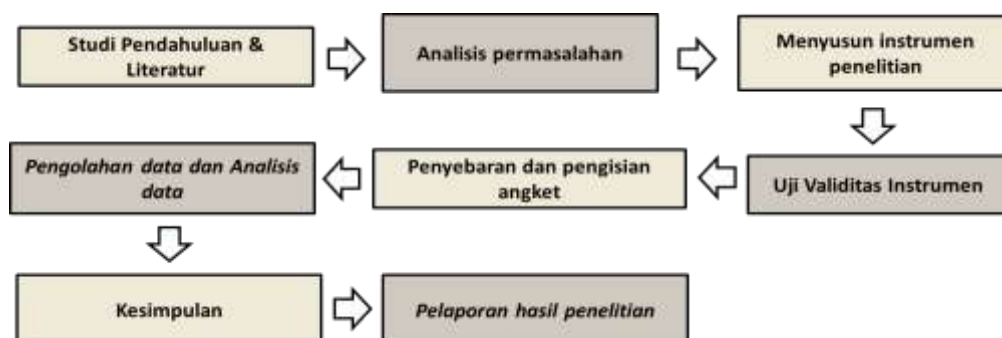 Studi Pendahuluan &
Literatur
Analisis permasalahan
Menyusun instrumen
penelitian
Uji Validitas Instrumen
Penyebaran dan pengisian
angket
Pengolahan data dan Analisis
data
Kesimpulan
Pelaporan hasil penelitian